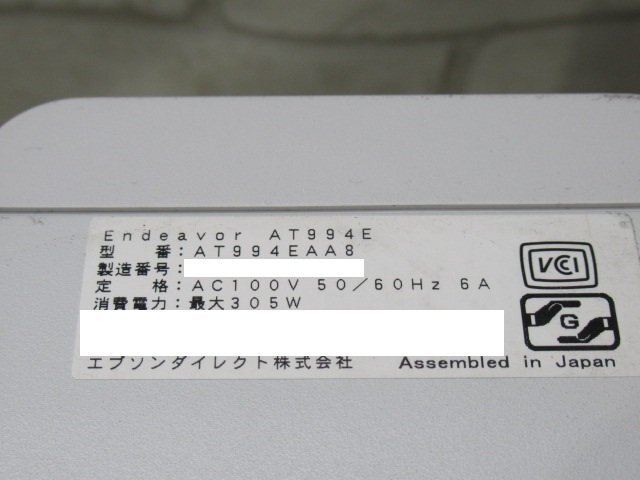 Endeavor AT994E
型　番：AT994EAA8
製造番号：
定　格：AC100V 50／60Hz 6A
消費電力：最大305W
エプソンダイレクト株式会社 Assembled in Japan
VCCI
G